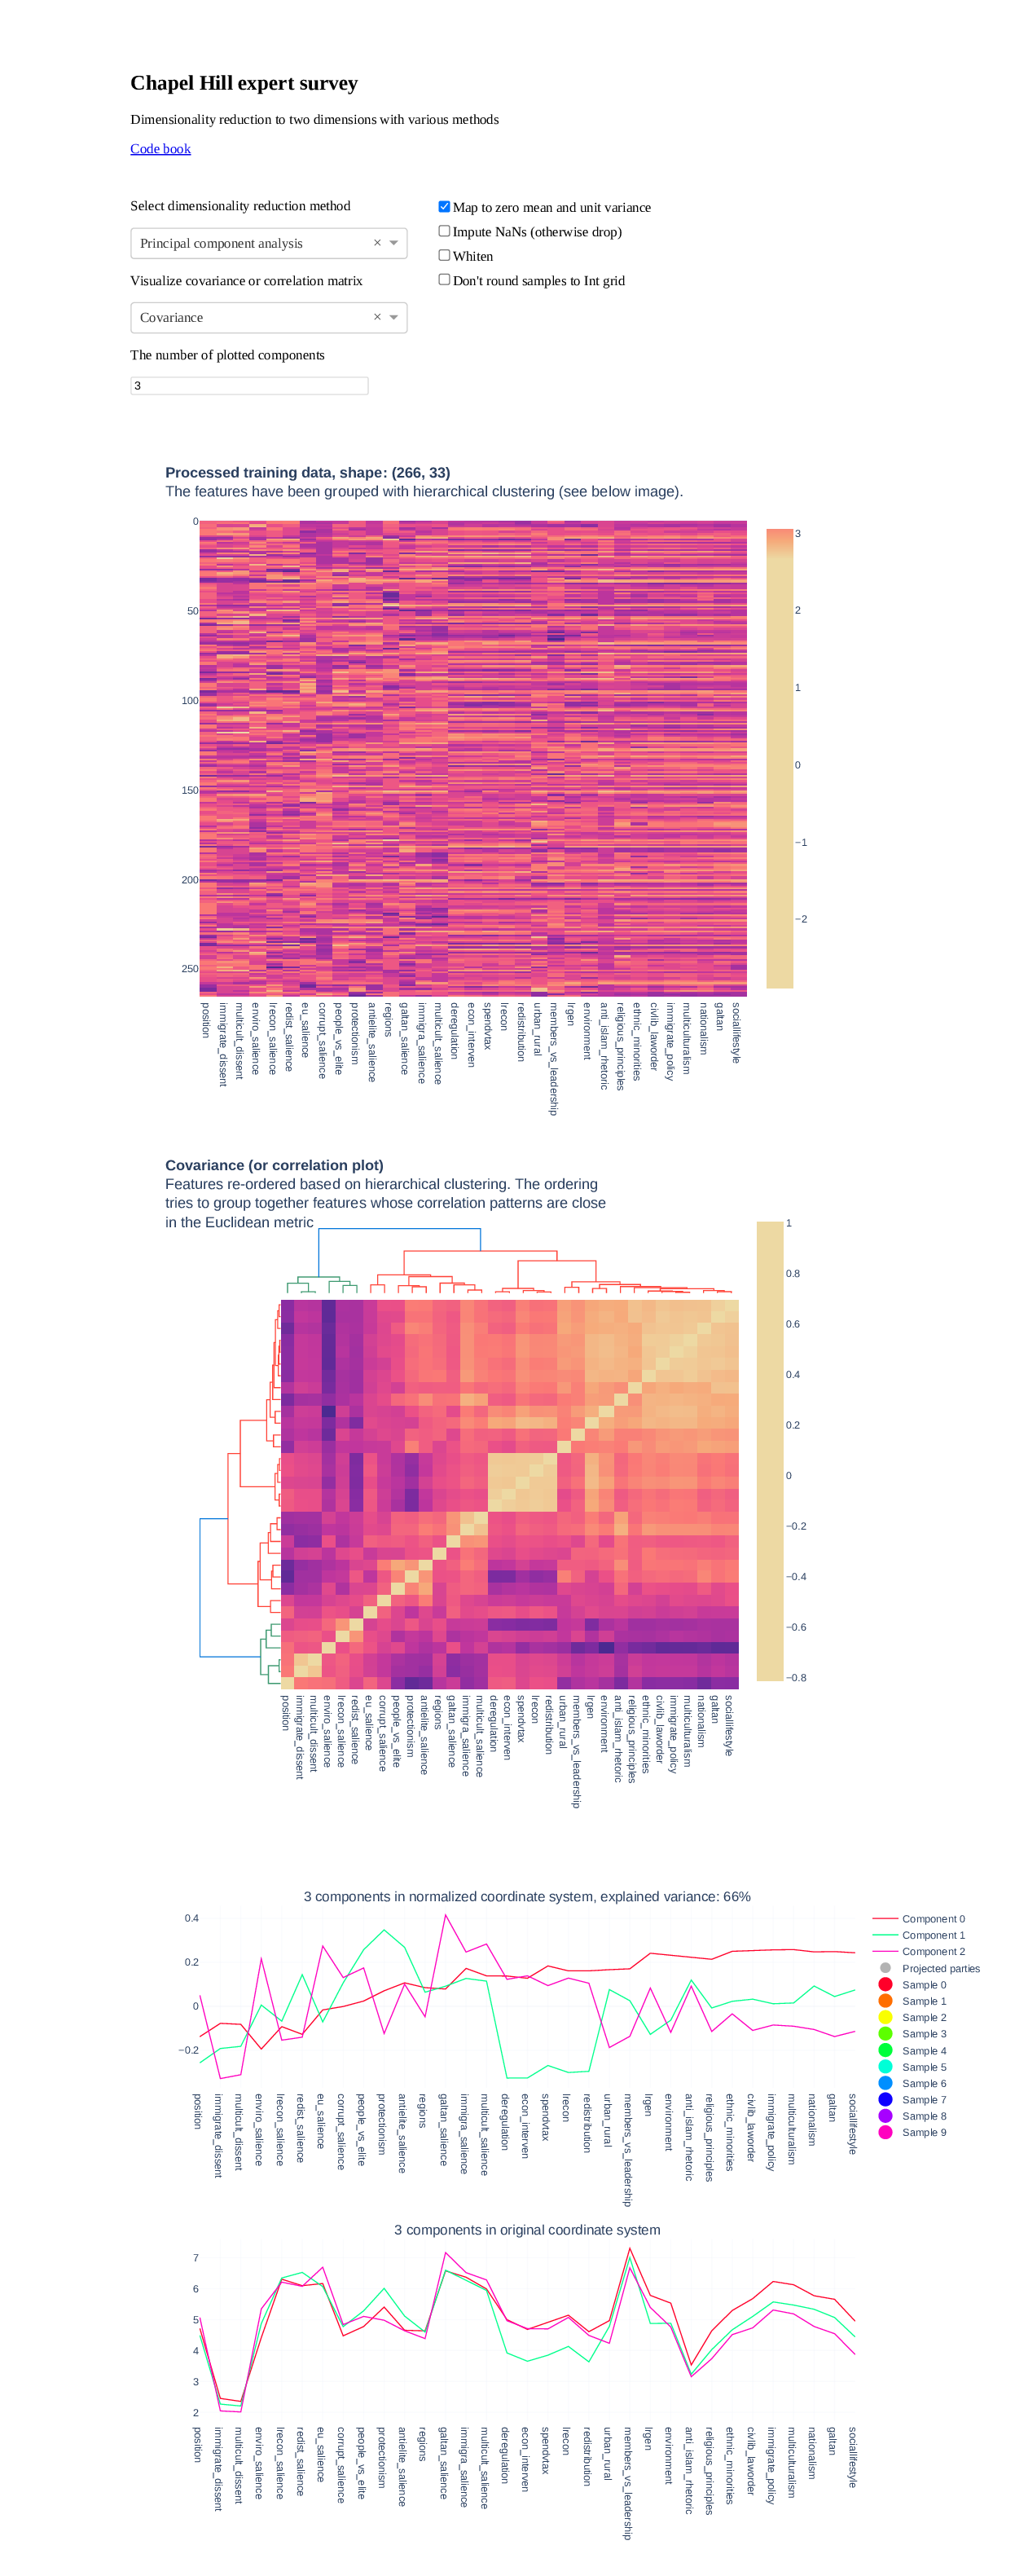 Chapel Hill expert survey
Dimensionality reduction to two dimensions with various methods
Code book
Select dimensionality reduction method
Principal component analysis
Visualize covariance or correlation matrix
Covariance
The number of plotted components
3
Map to zero mean and unit variance
Impute NaNs (otherwise drop)
Whiten
Don't round samples to Int grid
Processed training data, shape: (266, 33)
The features have been grouped with hierarchical clustering (see below image).
0
50
100
150
200
250
3
2
1
0
−1
−2
position
immigrate_dissent
multicult_dissent
enviro_salience
lrecon_salience
redist_salience
eu_salience
corrupt_salience
people_vs_elite
protectionism
antielite_salience
regions
galtan_salience
immigra_salience
multicult_salience
deregulation
econ_interven
spendvtax
lrecon
redistribution
urban_rural
members_vs_leadership
lrgen
environment
anti_islam_rhetoric
religious_principles
ethnic_minorities
civlib_laworder
immigrate_policy
multiculturalism
nationalism
galtan
sociallifestyle
Covariance (or correlation plot)
Features re-ordered based on hierarchical clustering. The ordering
tries to group together features whose correlation patterns are close
in the Euclidean metric
1
0.8
0.6
0.4
0.2
0
−0.2
−0.4
−0.6
−0.8
position
immigrate_dissent
multicult_dissent
enviro_salience
lrecon_salience
redist_salience
eu_salience
corrupt_salience
people_vs_elite
protectionism
antielite_salience
regions
galtan_salience
immigra_salience
multicult_salience
deregulation
econ_interven
spendvtax
lrecon
redistribution
urban_rural
members_vs_leadership
lrgen
environment
anti_islam_rhetoric
religious_principles
ethnic_minorities
civlib_laworder
immigrate_policy
multiculturalism
nationalism
galtan
sociallifestyle
3 components in normalized coordinate system, explained variance: 66%
0.4
0.2
0
−0.2
position
immigrate_dissent
multicult_dissent
enviro_salience
lrecon_salience
redist_salience
eu_salience
corrupt_salience
people_vs_elite
protectionism
antielite_salience
regions
galtan_salience
immigra_salience
multicult_salience
deregulation
econ_interven
spendvtax
lrecon
redistribution
urban_rural
members_vs_leadership
lrgen
environment
anti_islam_rhetoric
religious_principles
ethnic_minorities
civlib_laworder
immigrate_policy
multiculturalism
nationalism
galtan
sociallifestyle
Component 0
Component 1
Component 2
Projected parties
Sample 0
Sample 1
Sample 2
Sample 3
Sample 4
Sample 5
Sample 6
Sample 7
Sample 8
Sample 9
3 components in original coordinate system
7
6
5
4
3
2
position
immigrate_dissent
multicult_dissent
enviro_salience
lrecon_salience
redist_salience
eu_salience
corrupt_salience
people_vs_elite
protectionism
antielite_salience
regions
galtan_salience
immigra_salience
multicult_salience
deregulation
econ_interven
spendvtax
lrecon
redistribution
urban_rural
members_vs_leadership
lrgen
environment
anti_islam_rhetoric
religious_principles
ethnic_minorities
civlib_laworder
immigrate_policy
multiculturalism
nationalism
galtan
sociallifestyle